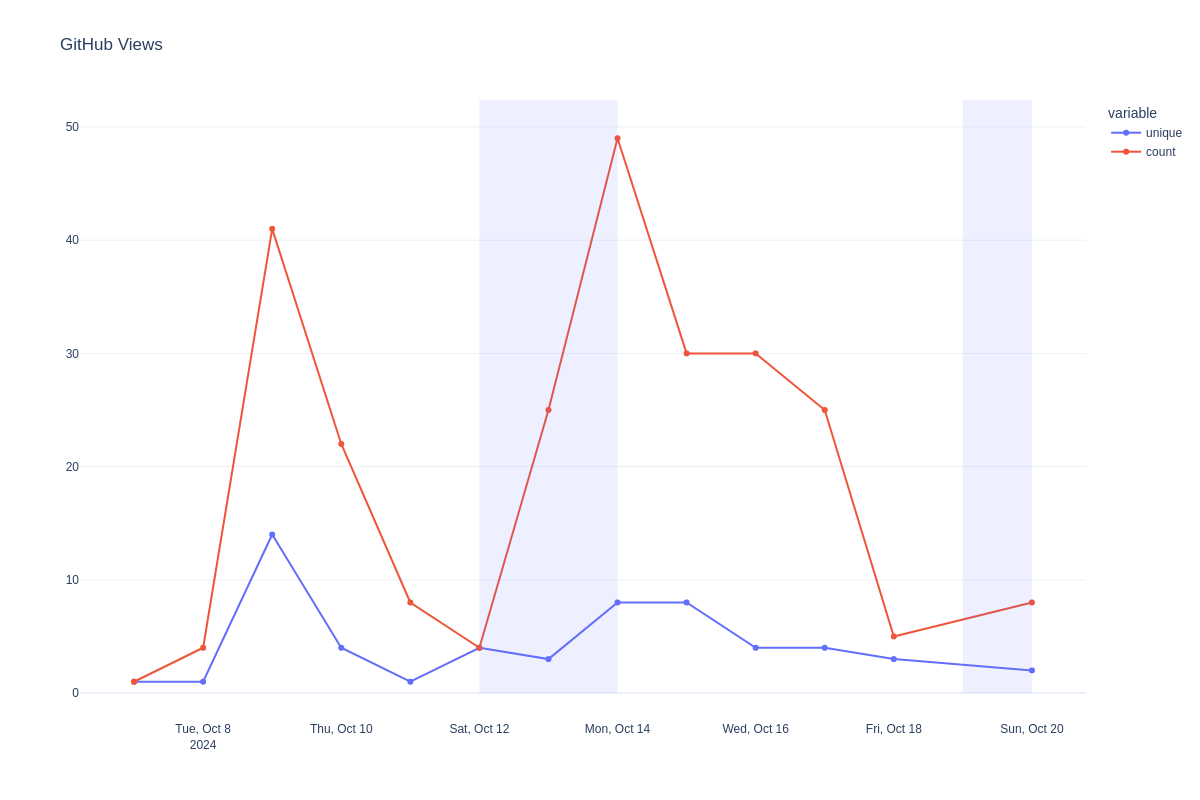 GitHub Views
variable
unique
count
50
40
30
20
10
0
Tue, Oct 8
2024
Thu, Oct 10
Sat, Oct 12
Mon, Oct 14
Wed, Oct 16
Fri, Oct 18
Sun, Oct 20